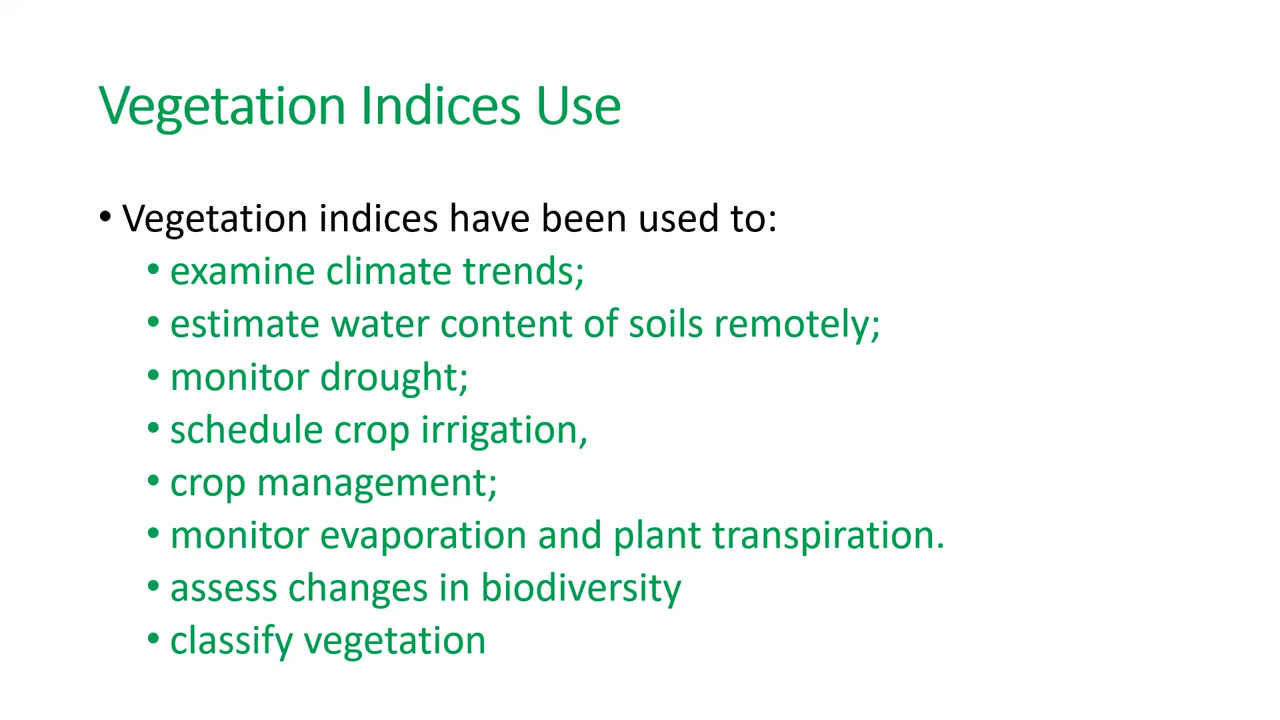 Vegetation Indices Use
• Vegetation indices have been used to:
• examine climate trends;
• estimate water content of soils remotely;
• monitor drought;
• schedule crop irrigation,
• crop management;
• monitor evaporation and plant transpiration.
• assess changes in biodiversity
• classify vegetation